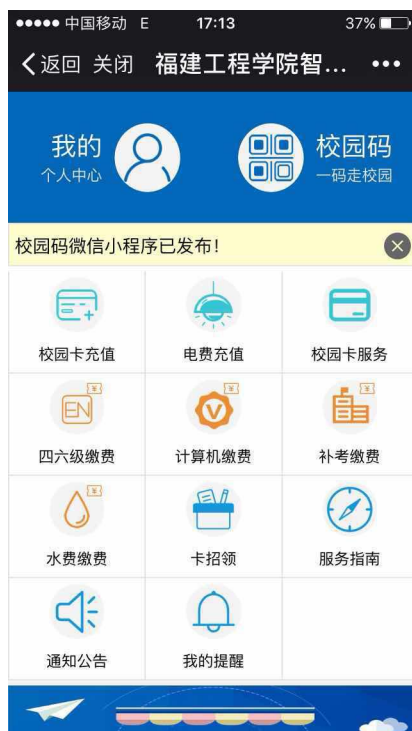 中国移动 E 17:13 37%
返回 关闭 福建工程学院智...
我的
个人中心
校园码
一码走校园
校园码微信小程序已发布!
校园卡充值 电费充值 校园卡服务
EN ¥ V ¥ ¥
四六级缴费 计算机缴费 补考缴费
¥
水费缴费 卡招领 服务指南
通知公告 我的提醒